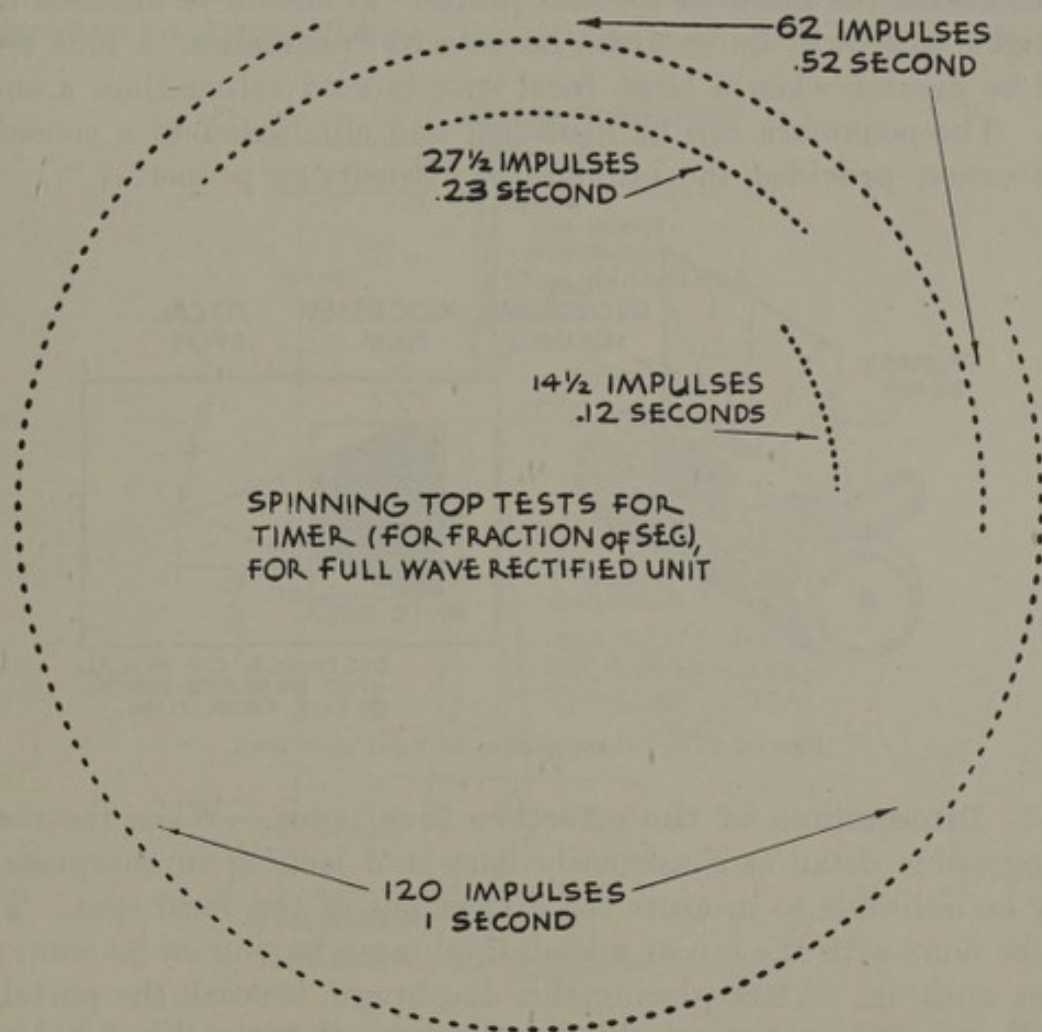 62 IMPULSES
.52 SECOND
27½ IMPULSES
.23 SECOND
14½ IMPULSES
.12 SECONDS
SPINNING TOP TESTS FOR
TIMER (FOR FRACTION of SEC),
FOR FULL WAVE RECTIFIED UNIT
120 IMPULSES
1 SECOND